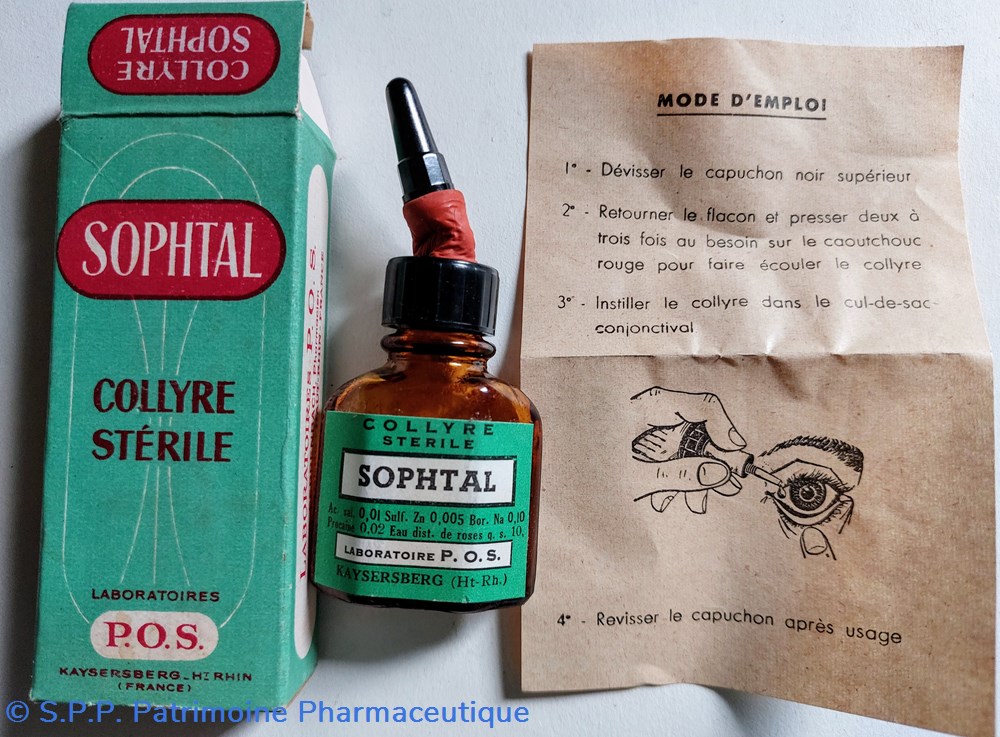 COLLYRE
SOPHTAL
SOPHTAL
COLLYRE
STÉRILE
LABORATOIRES
P.O.S.
KAYSERSBERG_HT RHIN
(FRANCE)
LABORATOIRES P.O.S.
COLLYRE
STERILE
SOPHTAL
Ac. sal. 0,01 Sulf. Zn 0,005 Bor. Na 0,10
Procaïne 0,02 Eau dist. de roses q. s. 10.
LABORATOIRE P. O. S.
KAYSERSBERG (Ht-Rh.)
MODE D'EMPLOI
1° - Dévisser le capuchon noir supérieur
2° - Retourner le flacon et presser deux à
trois fois au besoin sur le caoutchouc
rouge pour faire écouler le collyre
3° - Instiller le collyre dans le cul-de-sac-
conjonctival
4° - Revisser le capuchon après usage
© S.P.P. Patrimoine Pharmaceutique